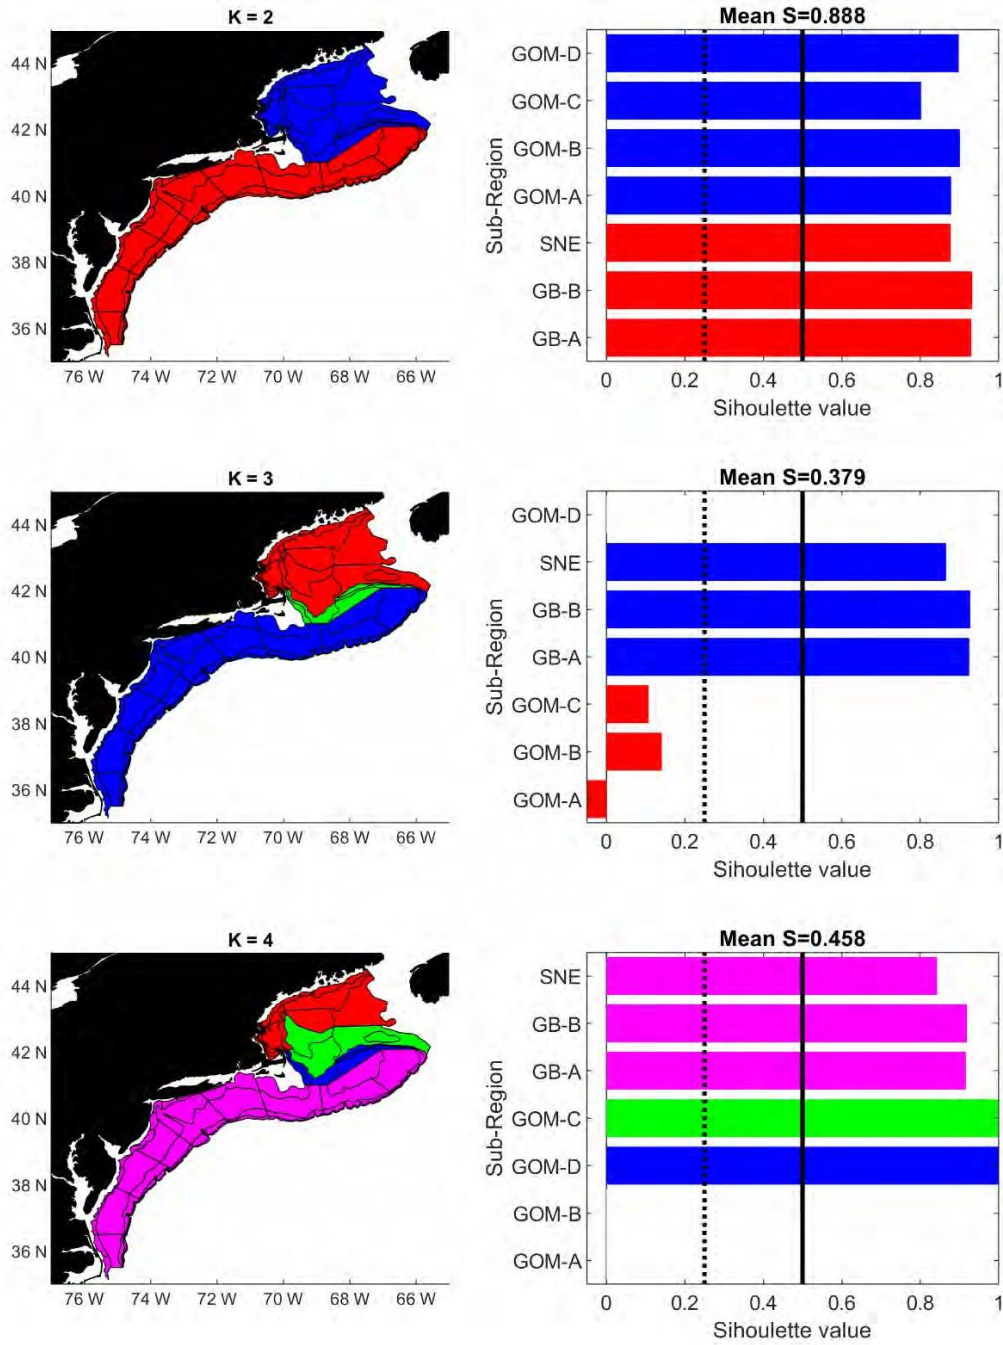 K = 2
44 N
42 N
40 N
38 N
36 N
76 W 74 W 72 W 70 W 68 W 66 W
Mean S=0.888
Sub-Region
GOM-D
GOM-C
GOM-B
GOM-A
SNE
GB-B
GB-A
0 0.2 0.4 0.6 0.8 1
Sihoulette value
K = 3
44 N
42 N
40 N
38 N
36 N
76 W 74 W 72 W 70 W 68 W 66 W
Mean S=0.379
Sub-Region
GOM-D
SNE
GB-B
GB-A
GOM-C
GOM-B
GOM-A
0 0.2 0.4 0.6 0.8 1
Sihoulette value
K = 4
44 N
42 N
40 N
38 N
36 N
76 W 74 W 72 W 70 W 68 W 66 W
Mean S=0.458
Sub-Region
SNE
GB-B
GB-A
GOM-C
GOM-D
GOM-B
GOM-A
0 0.2 0.4 0.6 0.8 1
Sihoulette value